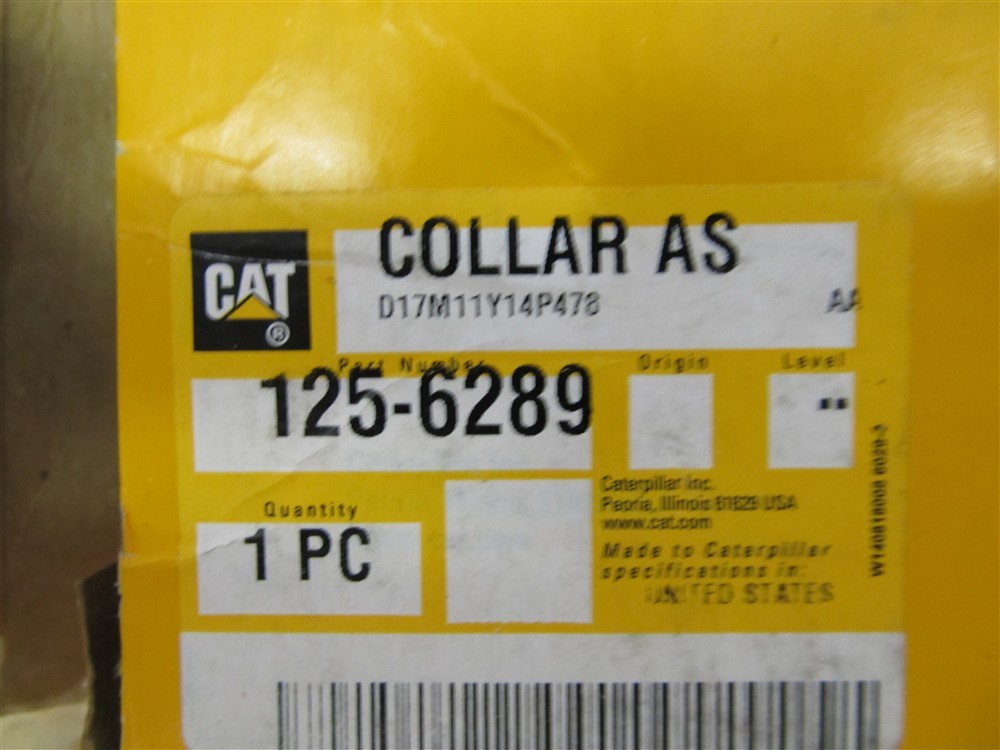 CAT
®
COLLAR AS
D17M11Y14P478
AA
Part Number
Origin
Level
125-6289
--
Caterpillar Inc.
Peoria, Illinois 61629 USA
www.cat.com
Quantity
1 PC
Made to Caterpillar
specifications in:
UNITED STATES